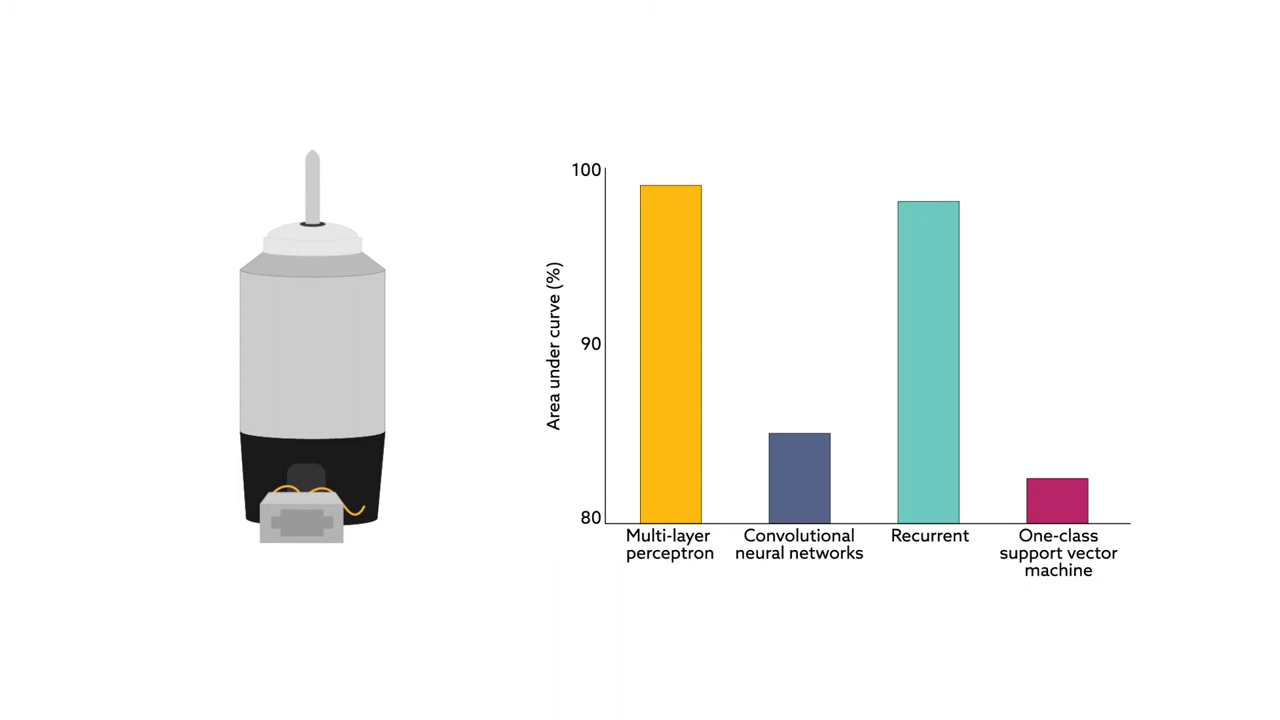 100
90
80
Area under curve (%)
Multi-layer
perceptron
Convolutional
neural networks
Recurrent
One-class
support vector
machine